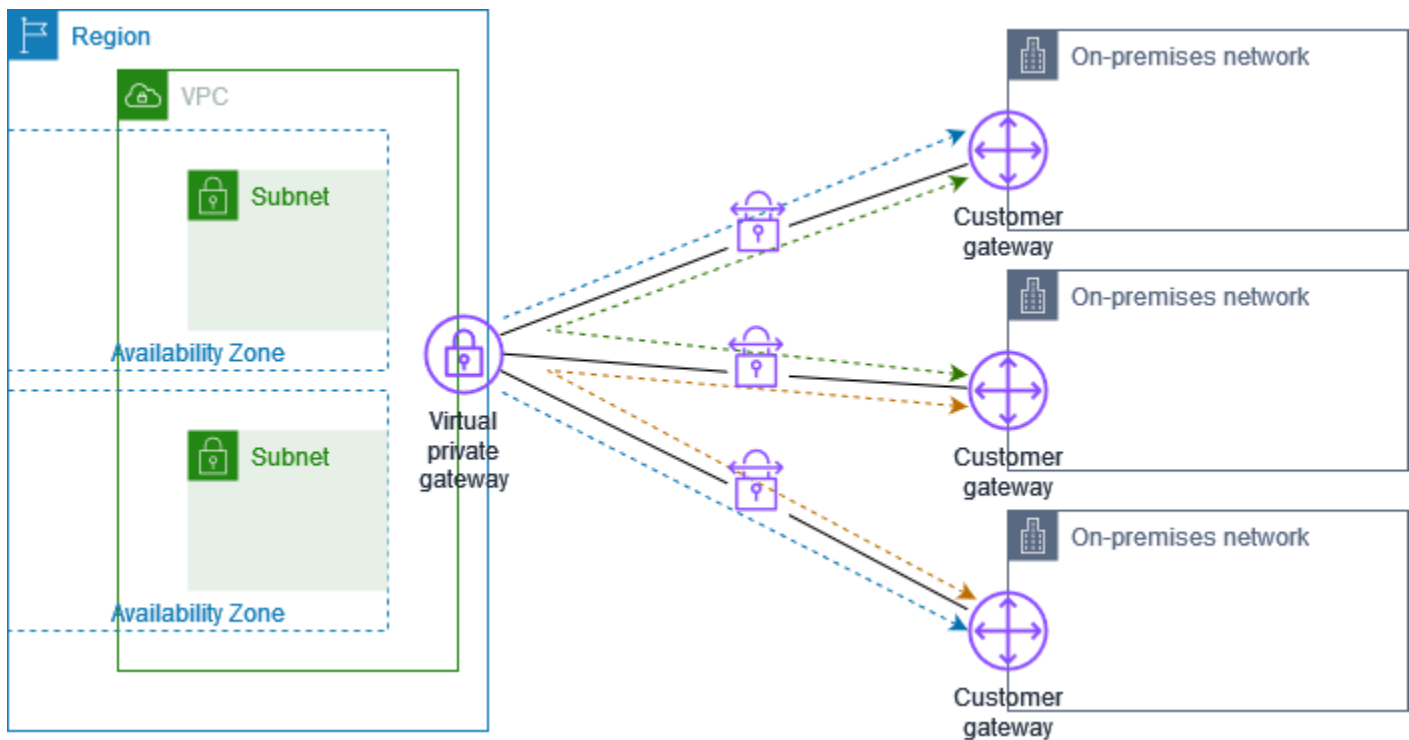 Region
VPC
Subnet
Availability Zone
Subnet
Availability Zone
Virtual
private
gateway
On-premises network
Customer
gateway
On-premises network
Customer
gateway
On-premises network
Customer
gateway